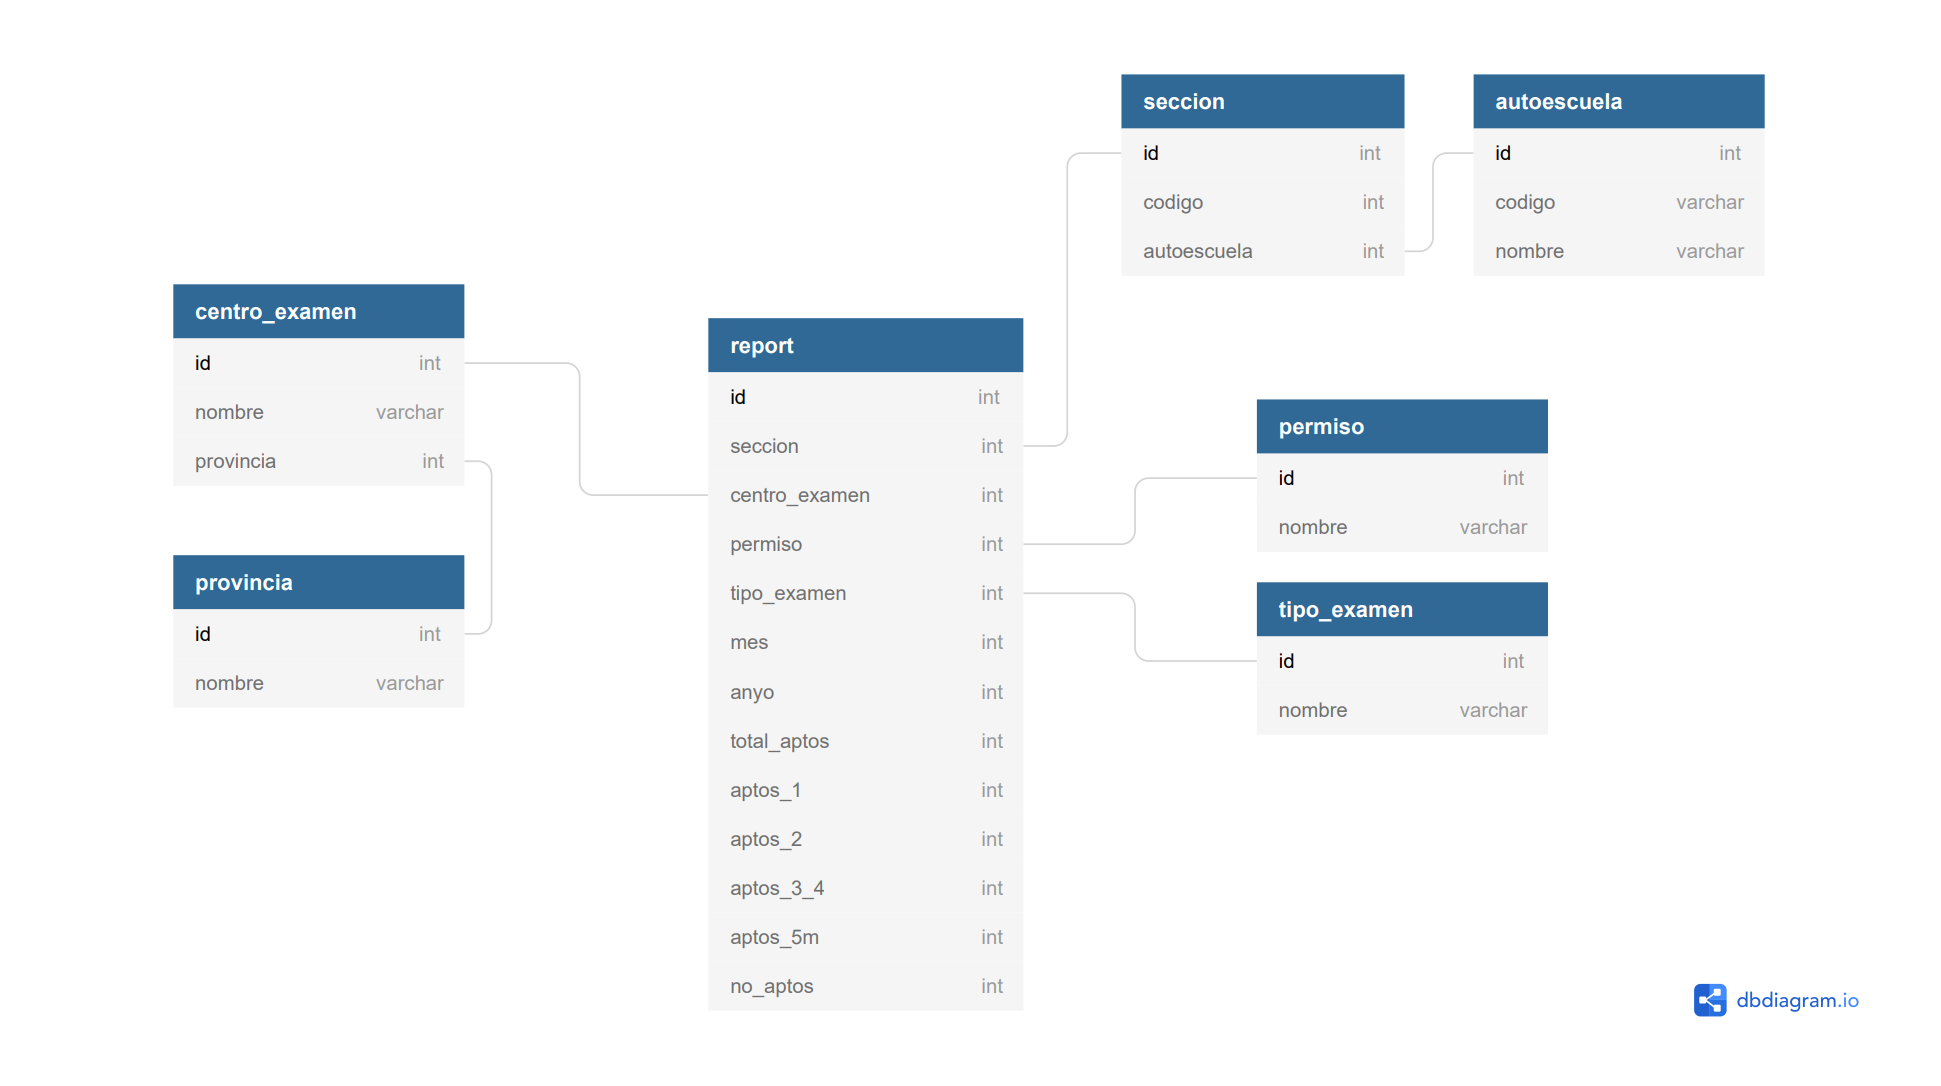 centro_examen
id int
nombre varchar
provincia int
provincia
id int
nombre varchar
report
id int
seccion int
centro_examen int
permiso int
tipo_examen int
mes int
anyo int
total_aptos int
aptos_1 int
aptos_2 int
aptos_3_4 int
aptos_5m int
no_aptos int
seccion
id int
codigo int
autoescuela int
autoescuela
id int
codigo varchar
nombre varchar
permiso
id int
nombre varchar
tipo_examen
id int
nombre varchar
dbdiagram.io